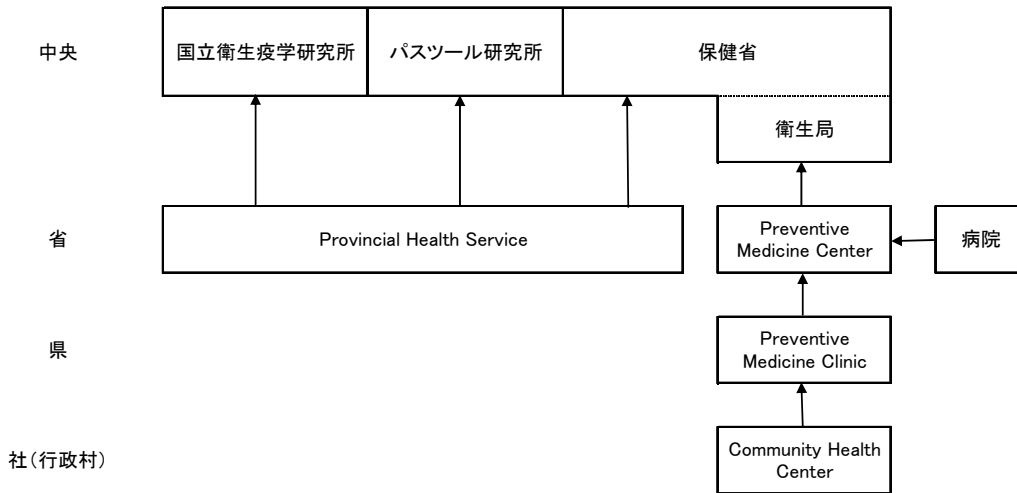 中央
国立衛生疫学研究所
パスツール研究所
保健省
衛生局
省
Provincial Health Service
Preventive
Medicine Center
病院
県
Preventive
Medicine Clinic
社(行政村)
Community Health
Center